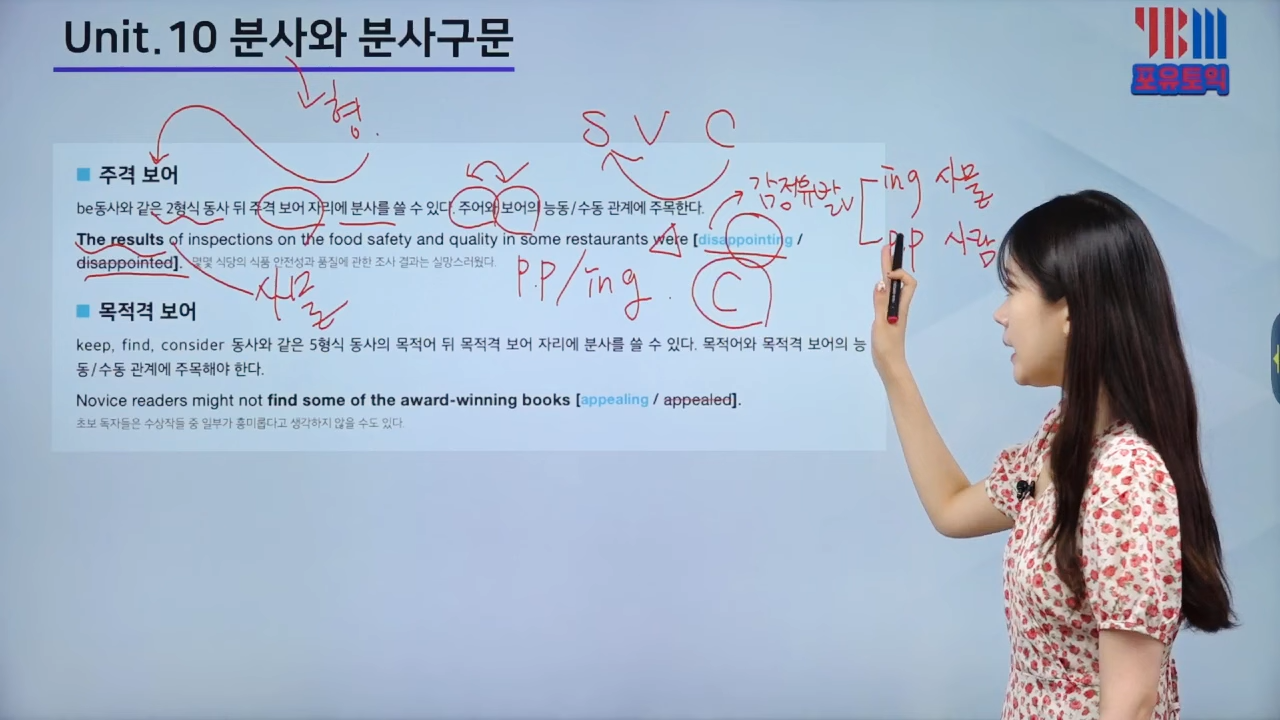 Unit.10 분사와 분사구문
YBM
포유토익
형.
S V C
주격 보어
감정유발v
ing 사물
p.p 사람
be동사와 같은 2형식 동사 뒤 주격 보어 자리에 분사를 쓸 수 있다. 주어와 보어의 능동/수동 관계에 주목한다.
The results of inspections on the food safety and quality in some restaurants were [disappointing /
disappointed]. 몇몇 식당의 식품 안전성과 품질에 관한 조사 결과는 실망스러웠다.
사물
P.P/ing.
C
목적격 보어
keep, find, consider 동사와 같은 5형식 동사의 목적어 뒤 목적격 보어 자리에 분사를 쓸 수 있다. 목적어와 목적격 보어의 능
동/수동 관계에 주목해야 한다.
Novice readers might not find some of the award-winning books [appealing / appealed].
초보 독자들은 수상작들 중 일부가 흥미롭다고 생각하지 않을 수도 있다.